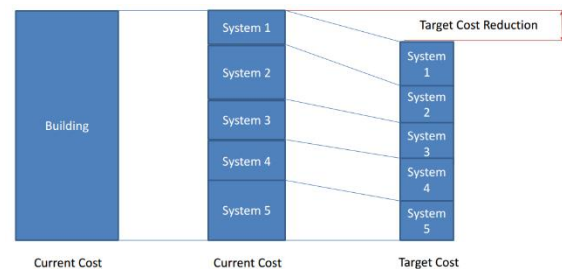 Target Cost Reduction
Building
System 1
System 2
System 3
System 4
System 5
System
1
System
2
System
3
System
4
System
5
Current Cost
Current Cost
Target Cost